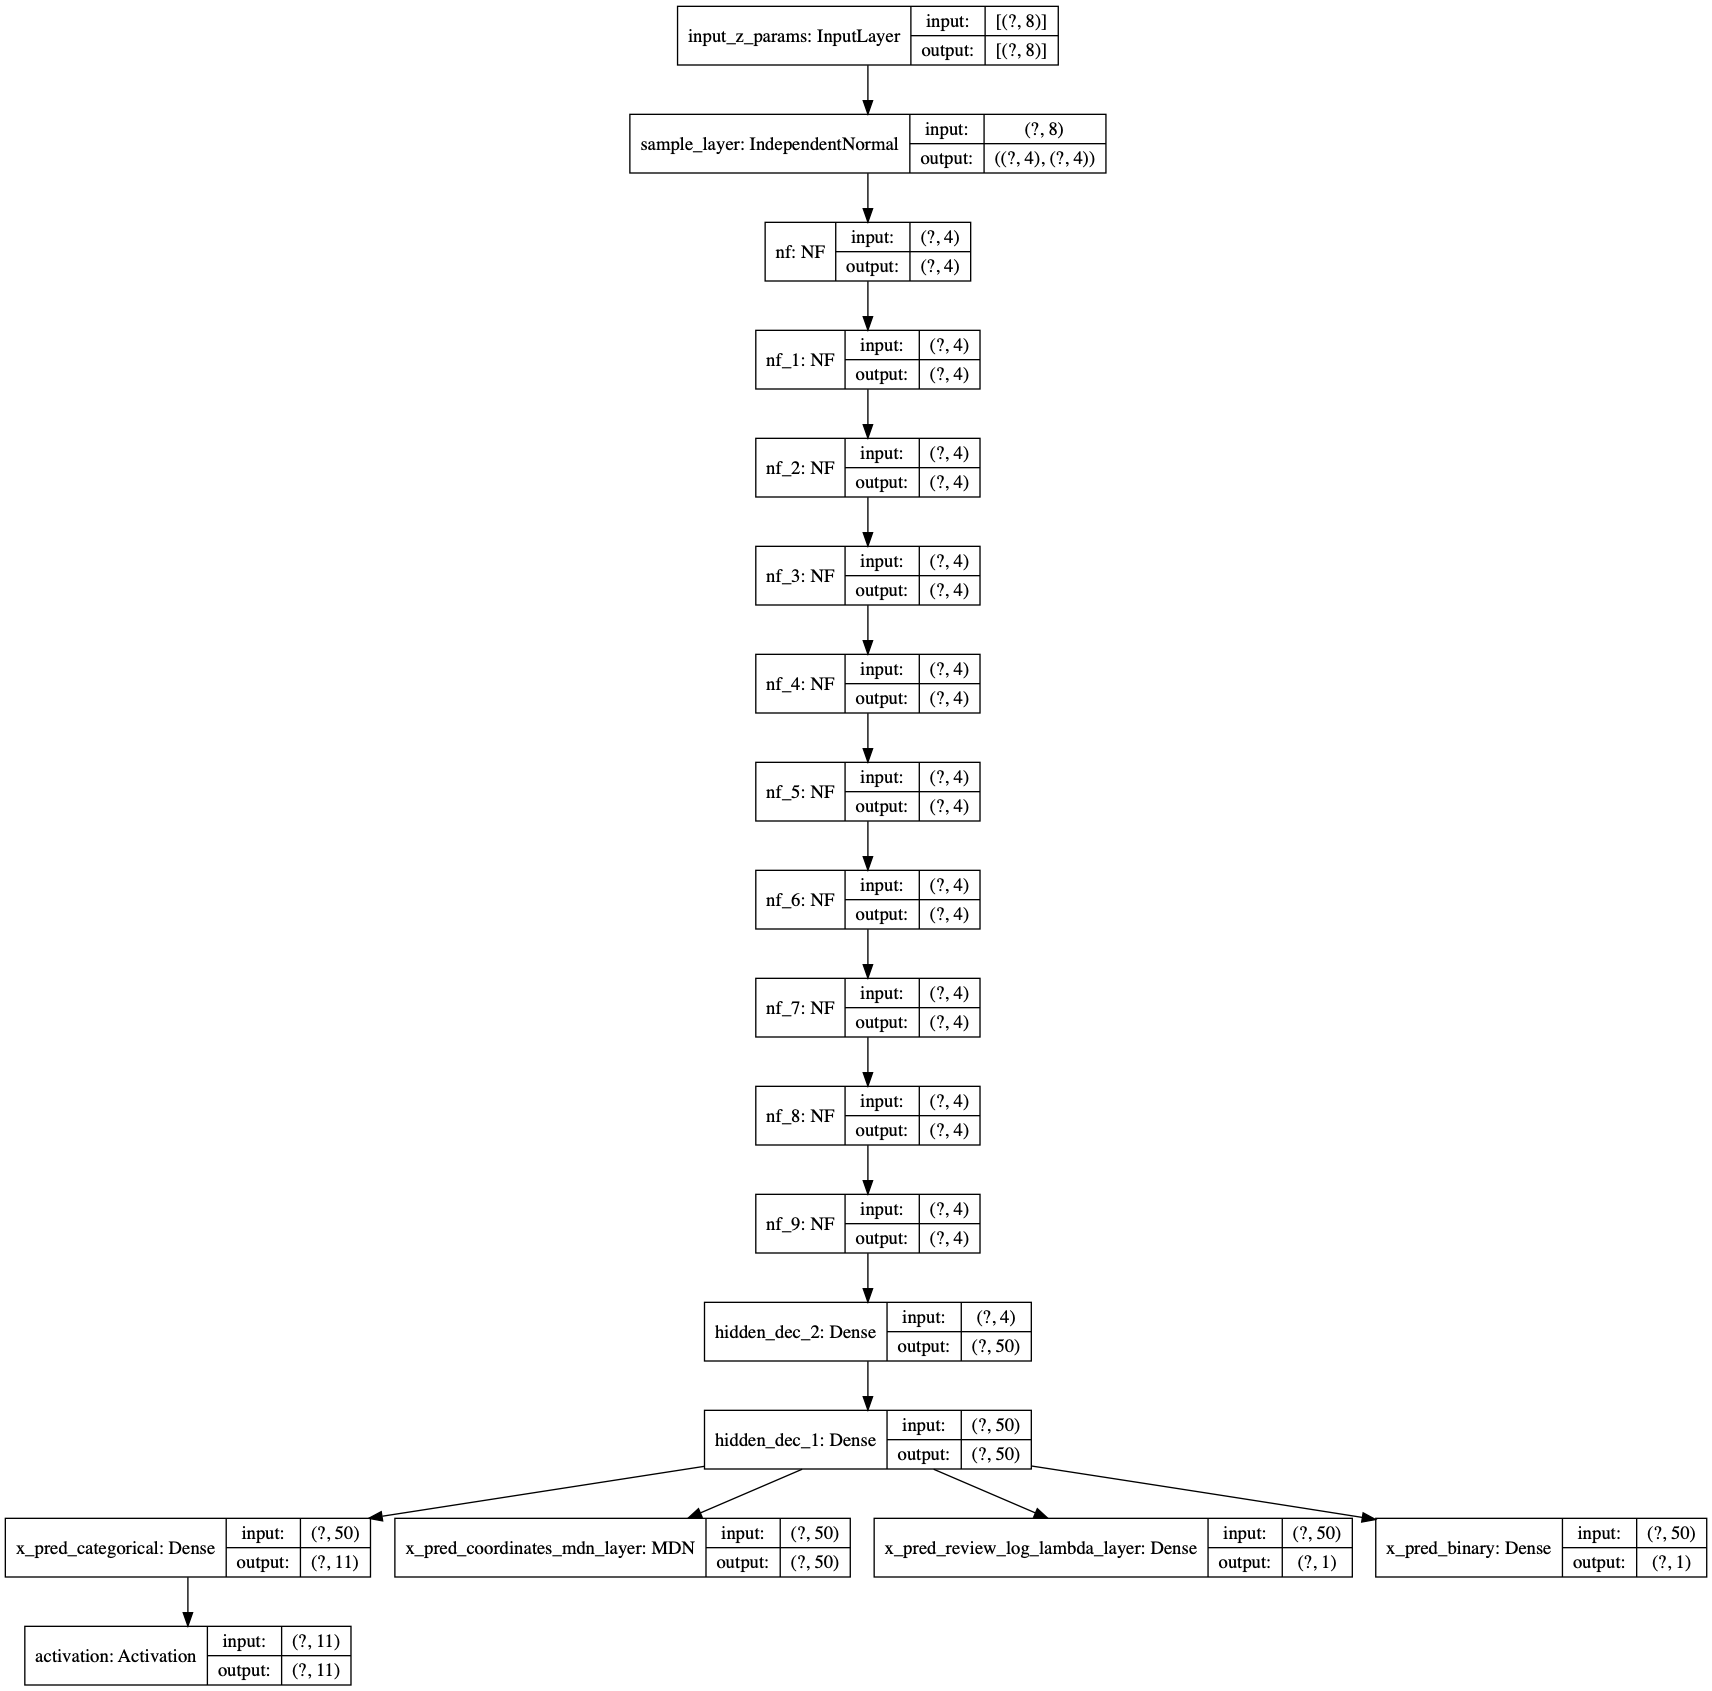 input_z_params: InputLayer
input: [(?, 8)]
output: [(?, 8)]
sample_layer: IndependentNormal
input: (?, 8)
output: ((?, 4), (?, 4))
nf: NF
input: (?, 4)
output: (?, 4)
nf_1: NF
input: (?, 4)
output: (?, 4)
nf_2: NF
input: (?, 4)
output: (?, 4)
nf_3: NF
input: (?, 4)
output: (?, 4)
nf_4: NF
input: (?, 4)
output: (?, 4)
nf_5: NF
input: (?, 4)
output: (?, 4)
nf_6: NF
input: (?, 4)
output: (?, 4)
nf_7: NF
input: (?, 4)
output: (?, 4)
nf_8: NF
input: (?, 4)
output: (?, 4)
nf_9: NF
input: (?, 4)
output: (?, 4)
hidden_dec_2: Dense
input: (?, 4)
output: (?, 50)
hidden_dec_1: Dense
input: (?, 50)
output: (?, 50)
x_pred_categorical: Dense
input: (?, 50)
output: (?, 11)
x_pred_coordinates_mdn_layer: MDN
input: (?, 50)
output: (?, 50)
x_pred_review_log_lambda_layer: Dense
input: (?, 50)
output: (?, 1)
x_pred_binary: Dense
input: (?, 50)
output: (?, 1)
activation: Activation
input: (?, 11)
output: (?, 11)